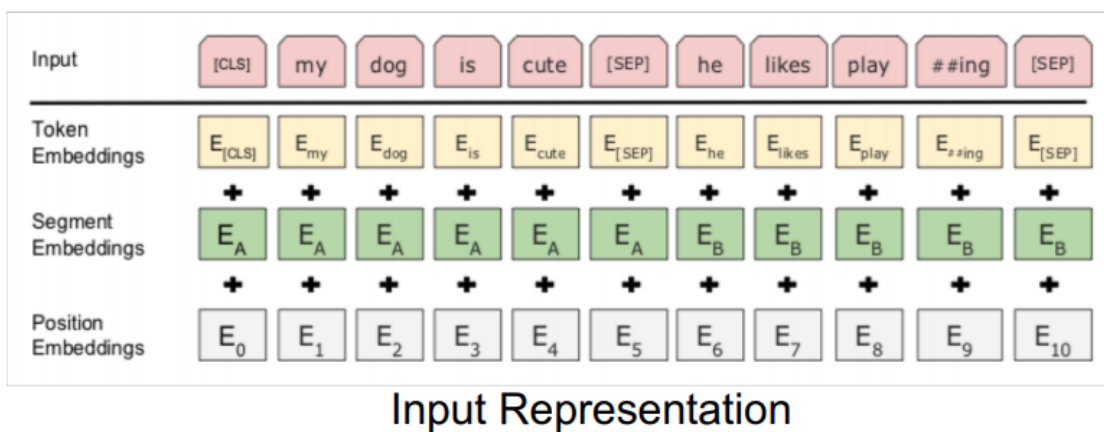 Input [CLS] my dog is cute [SEP] he likes play ##ing [SEP]
Token
Embeddings
E[CLS] Emy Edog Eis Ecute E[SEP] Ehe Elikes Eplay E##ing E[SEP]
+ + + + + + + + + + +
Segment
Embeddings
EA EA EA EA EA EA EB EB EB EB EB
+ + + + + + + + + + +
Position
Embeddings
E0 E1 E2 E3 E4 E5 E6 E7 E8 E9 E10
Input Representation